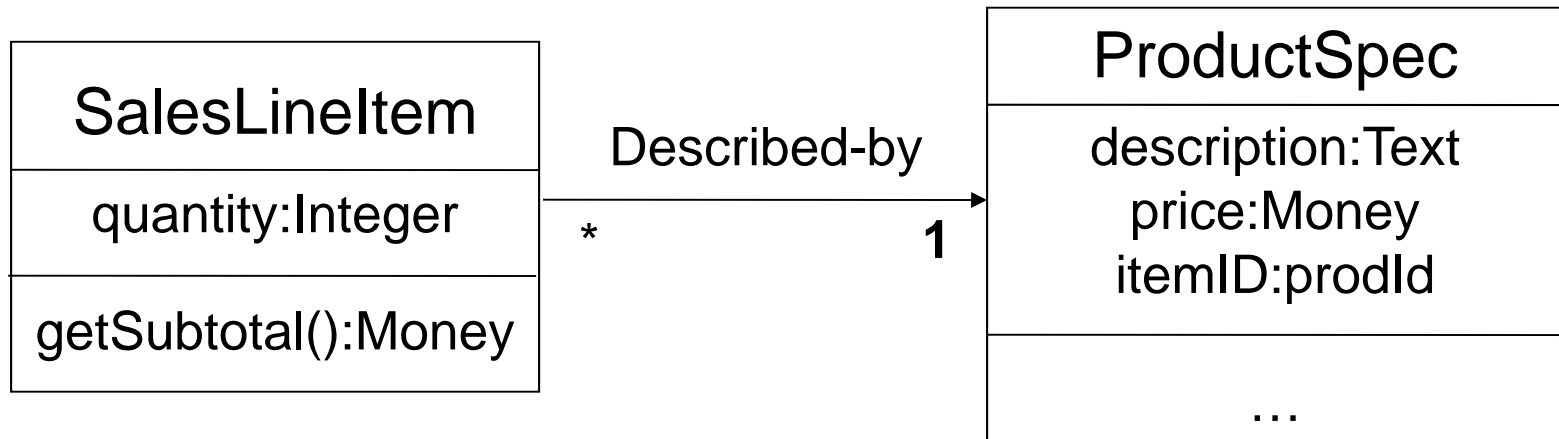 SalesLineItem
quantity:Integer
getSubtotal():Money
Described-by
*
1
ProductSpec
description:Text
price:Money
itemID:prodId
…